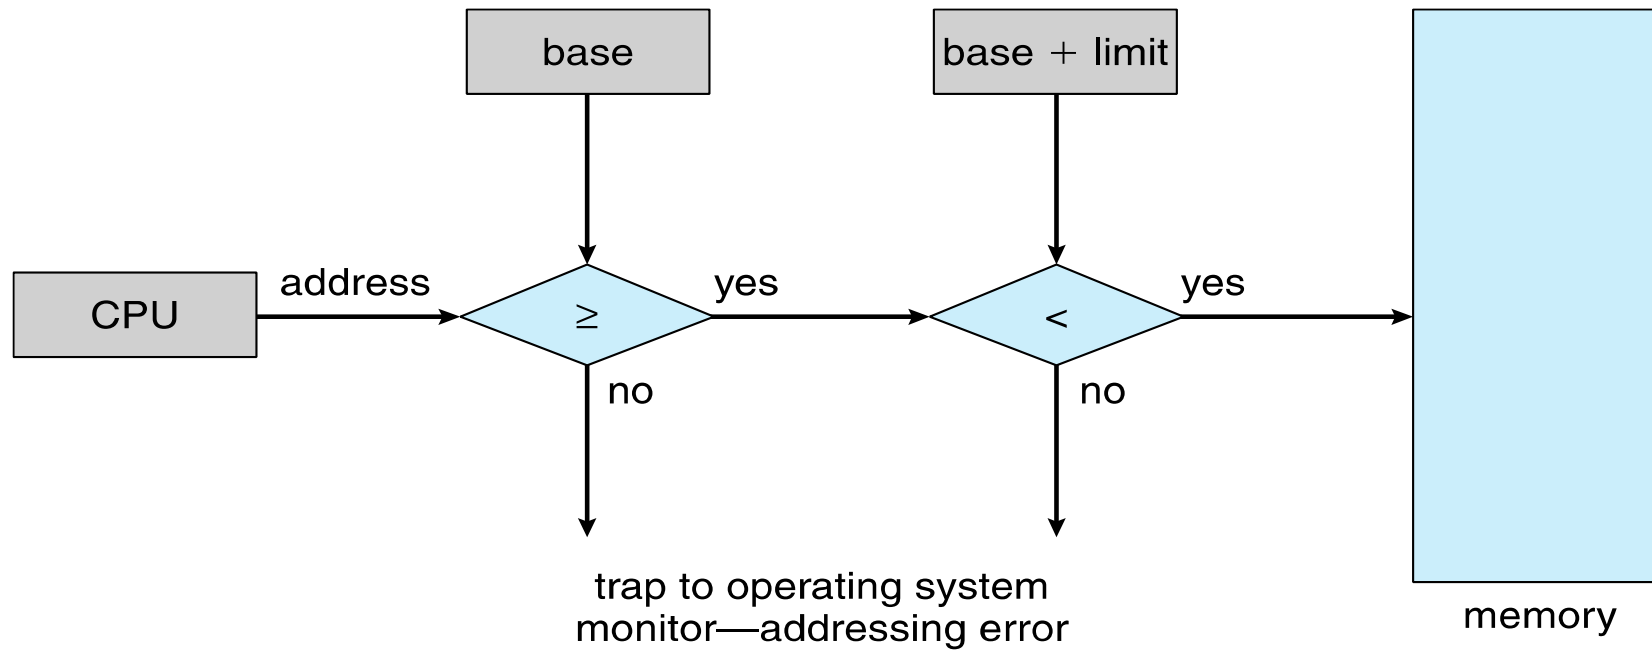 base
base + limit
CPU
address
≥
yes
<
yes
no
no
trap to operating system
monitor—addressing error
memory